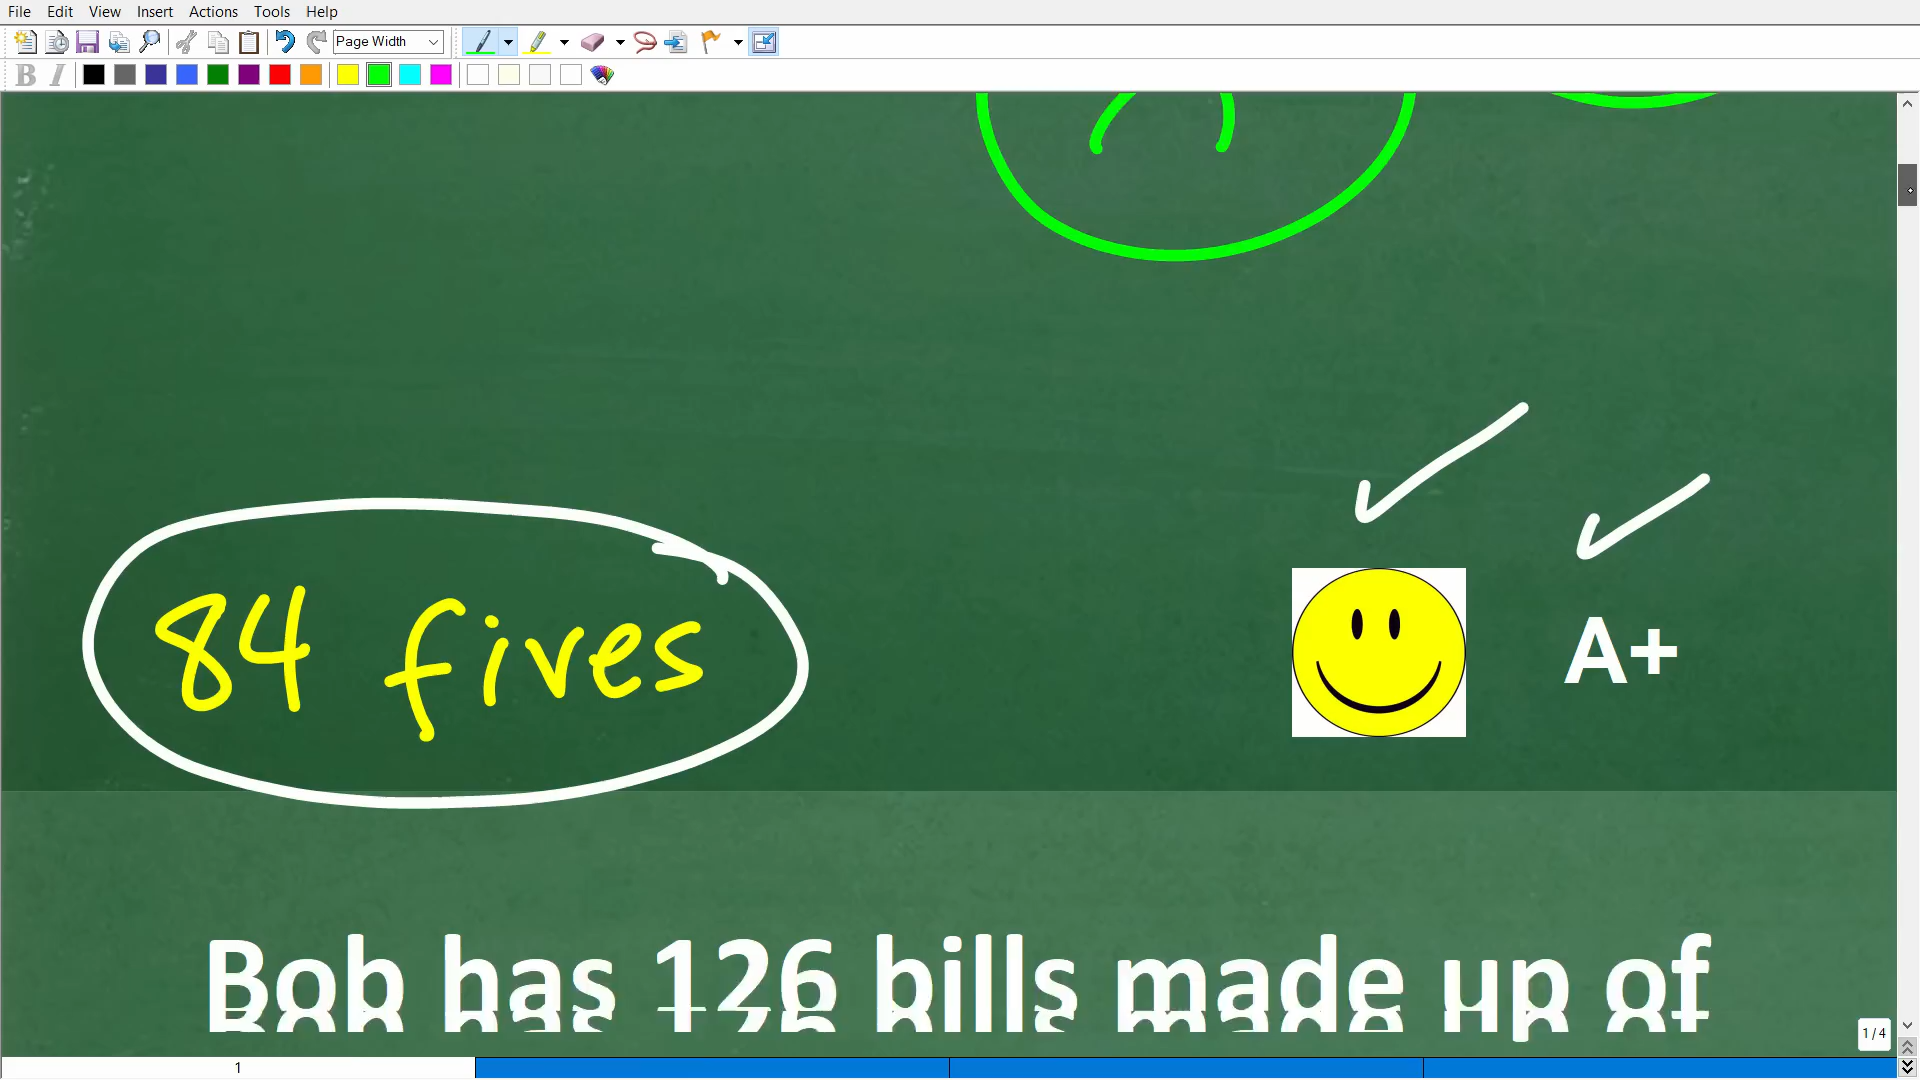 File Edit View Insert Actions Tools Help
Page Width
B I
84 fives
A+
Bob has 126 bills made up of
1 / 4
1